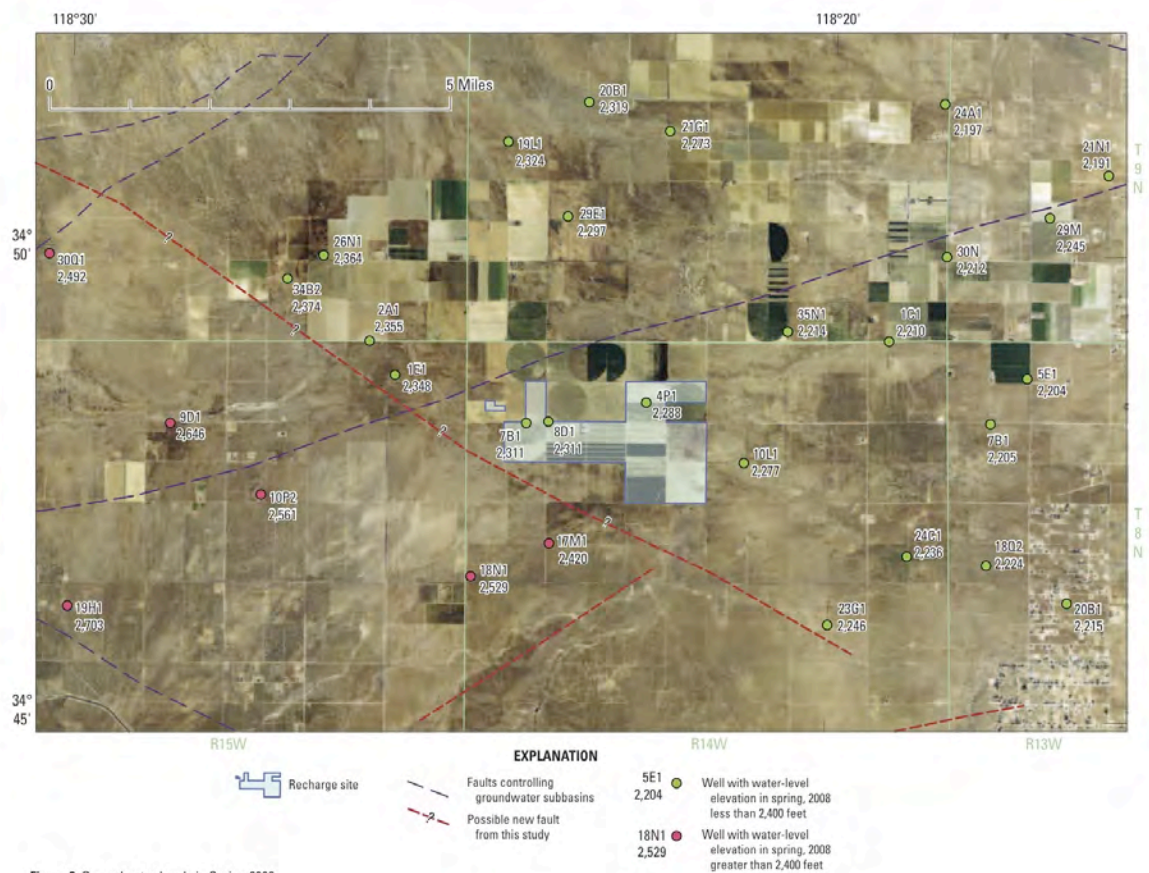 118°30'
118°20'
0
5 Miles
20B1
2,319
24A1
2,197
21G1
2,273
19L1
2,324
21N1
2,191
T
9
N
29E1
2,297
29M
2,245
34°
50'
26N1
2,364
30Q1
2,492
30N
2,212
34B2
2,374
?
?
2A1
2,355
35N1
2,214
1C1
2,210
1E1
2,348
5E1
2,204
4P1
2,283
9D1
2,646
?
7B1
2,311
8D1
2,311
7B1
2,205
10L1
2,277
10P2
2,561
?
T
8
N
17M1
2,420
24C1
2,236
18Q2
2,224
18N1
2,529
19H1
2,703
23G1
2,246
20B1
2,215
34°
45'
R15W
R14W
R13W
EXPLANATION
Recharge site
Faults controlling
groundwater subbasins
?
Possible new fault
from this study
5E1
2,204
Well with water-level
elevation in spring, 2008
less than 2,400 feet
18N1
2,529
Well with water-level
elevation in spring, 2008
greater than 2,400 feet